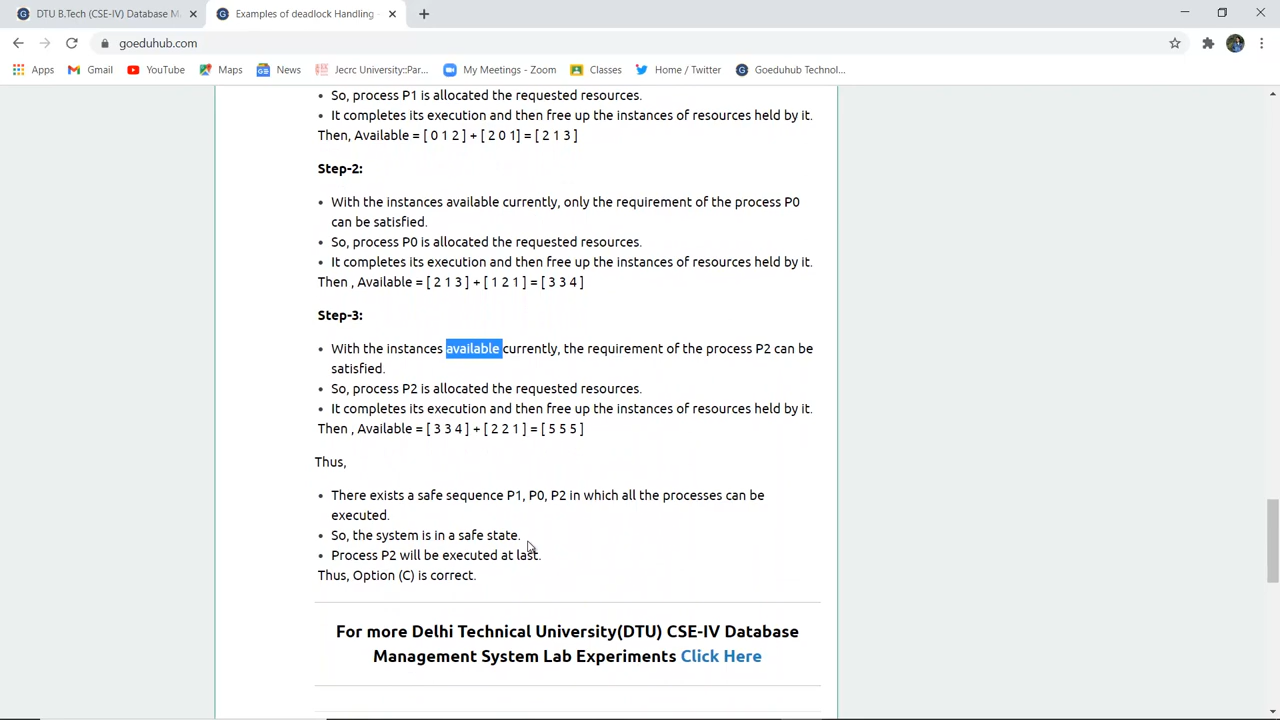 DTU B.Tech (CSE-IV) Database M
Examples of deadlock Handling -
goeduhub.com
Apps
Gmail
YouTube
Maps
News
Jecrc University::Par...
My Meetings - Zoom
Classes
Home / Twitter
Goeduhub Technol...
• So, process P1 is allocated the requested resources.
• It completes its execution and then free up the instances of resources held by it.
Then, Available = [ 0 1 2 ] + [ 2 0 1] = [ 2 1 3 ]
Step-2:
• With the instances available currently, only the requirement of the process P0
can be satisfied.
• So, process P0 is allocated the requested resources.
• It completes its execution and then free up the instances of resources held by it.
Then , Available = [ 2 1 3 ] + [ 1 2 1 ] = [ 3 3 4 ]
Step-3:
• With the instances available currently, the requirement of the process P2 can be
satisfied.
• So, process P2 is allocated the requested resources.
• It completes its execution and then free up the instances of resources held by it.
Then , Available = [ 3 3 4 ] + [ 2 2 1 ] = [ 5 5 5 ]
Thus,
• There exists a safe sequence P1, P0, P2 in which all the processes can be
executed.
• So, the system is in a safe state.
• Process P2 will be executed at last.
Thus, Option (C) is correct.
For more Delhi Technical University(DTU) CSE-IV Database
Management System Lab Experiments Click Here